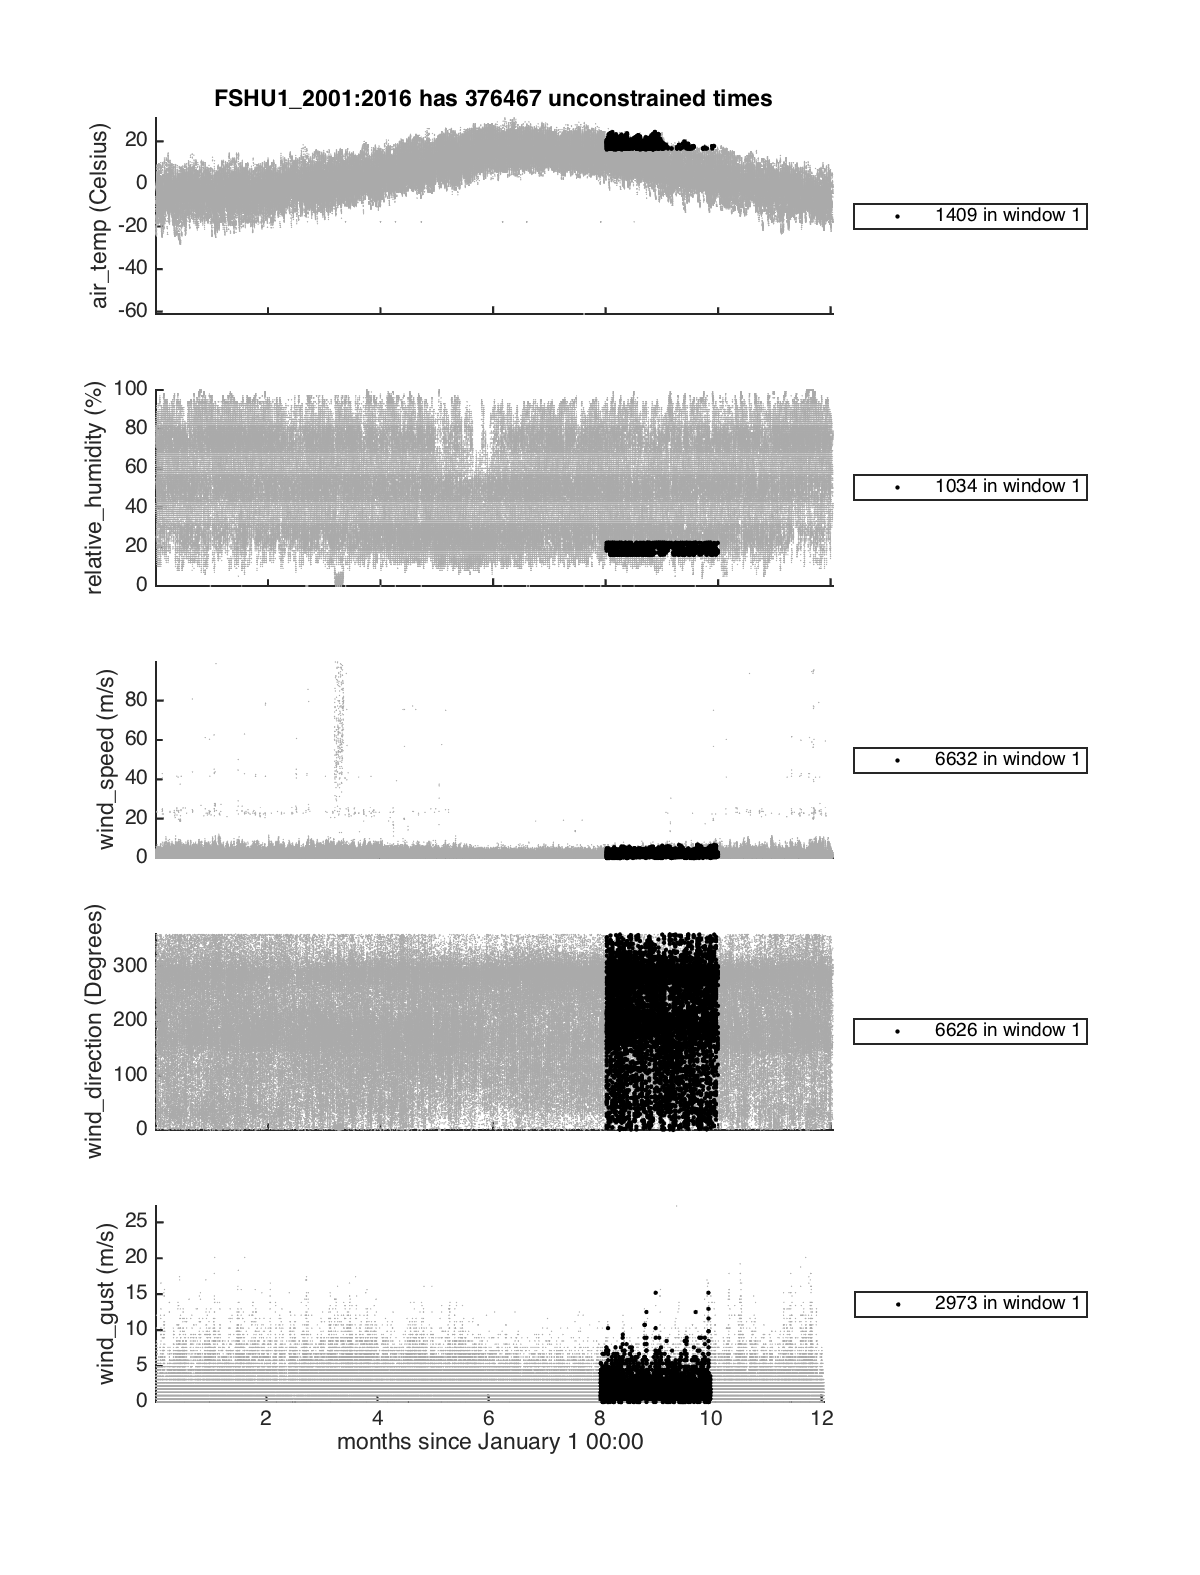 FSHU1_2001:2016 has 376467 unconstrained times
air_temp (Celsius)
20
0
-20
-40
-60
1409 in window 1
relative_humidity (%)
100
80
60
40
20
0
1034 in window 1
wind_speed (m/s)
80
60
40
20
0
6632 in window 1
wind_direction (Degrees)
300
200
100
0
6626 in window 1
wind_gust (m/s)
25
20
15
10
5
0
2973 in window 1
2 4 6 8 10 12
months since January 1 00:00